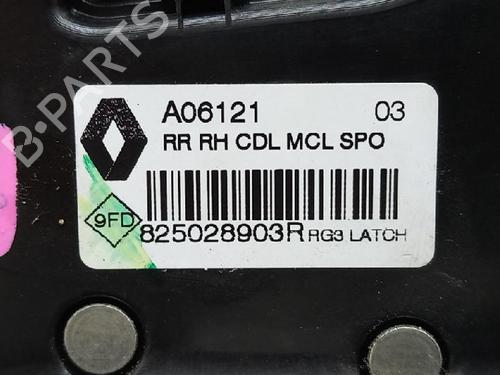 A06121 03
RR RH CDL MCL SPO
9FD
825028903R RG3 LATCH
B-PARTS